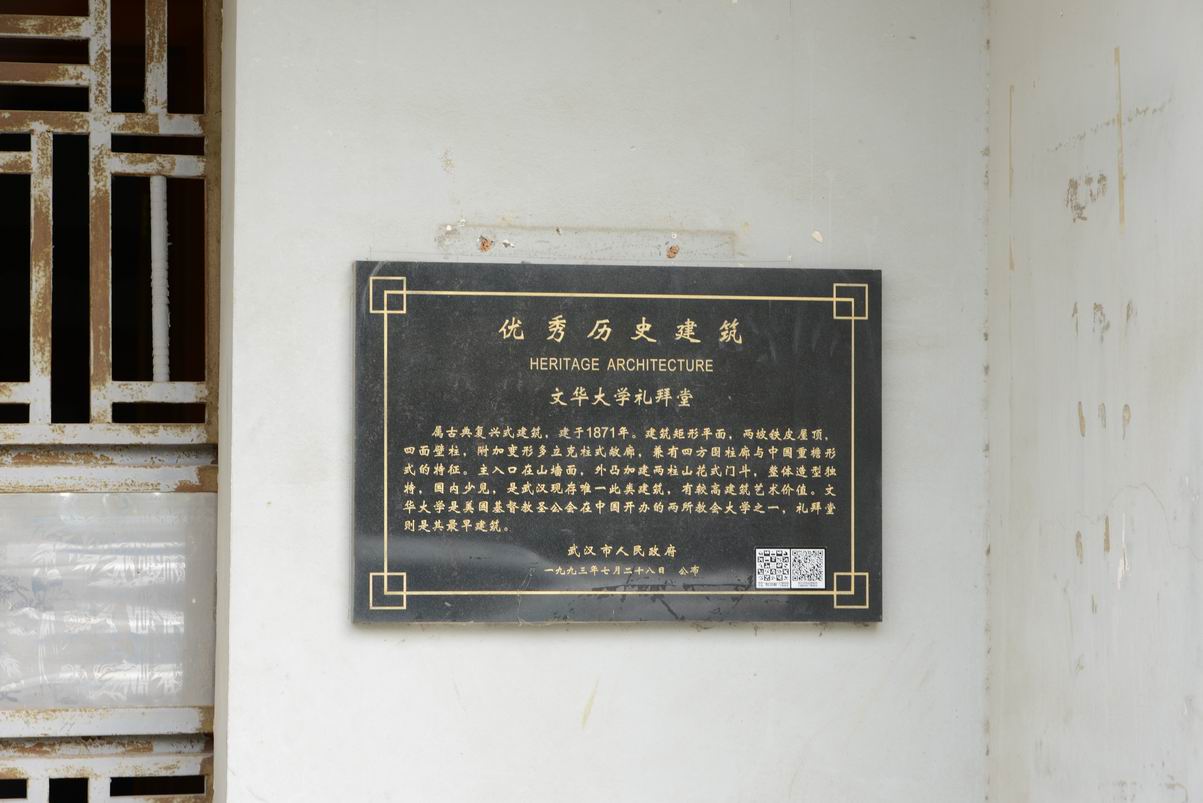 优秀历史建筑
HERITAGE ARCHITECTURE
文华大学礼拜堂
属古典复兴式建筑，建于1871年。建筑矩形平面，两坡铁皮屋顶，
四面壁柱，附加变形多立克柱式敞廊，兼有四方围柱廊与中国重檐形
式的特征。主入口在山墙面，外凸加建两柱山花式门斗，整体造型独
特，国内少见，是武汉现存唯一此类建筑，有较高建筑艺术价值。文
华大学是美国基督教圣公会在中国开办的两所教会大学之一，礼拜堂
则是其最早建筑。
武汉市人民政府
一九九三年七月二十八日 公布